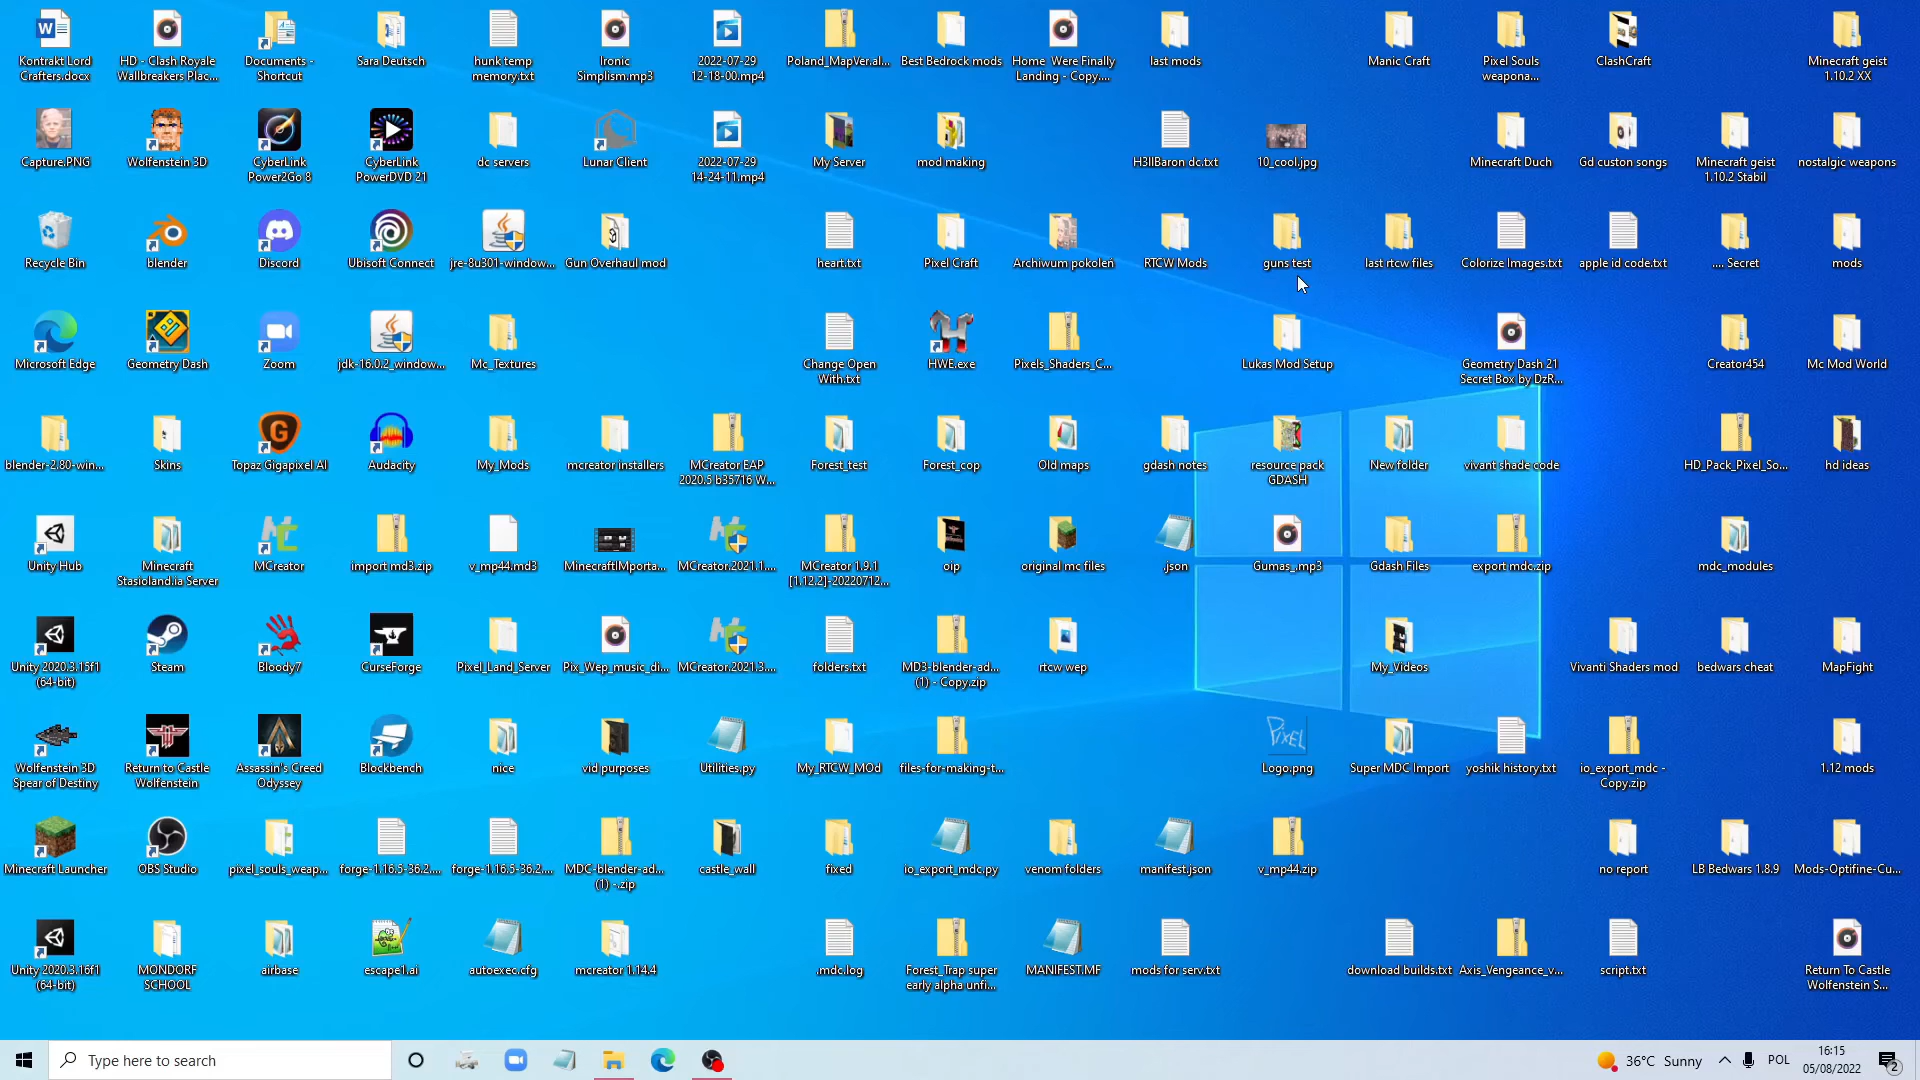 Kontrakt Lord
Crafters.docx
HD - Clash Royale
Wallbreakers Plac...
Documents -
Shortcut
Sara Deutsch
hunk temp
memory.txt
Ironic
Simplism.mp3
2022-07-29
12-18-00.mp4
Poland_MapVer.al...
Best Bedrock mods
Home Were Finally
Landing - Copy....
last mods
Manic Craft
Pixel Souls
weapona...
ClashCraft
Minecraft geist
1.10.2 XX
Capture.PNG
Wolfenstein 3D
CyberLink
Power2Go 8
CyberLink
PowerDVD 21
dc servers
Lunar Client
2022-07-29
14-24-11.mp4
My Server
mod making
H3llBaron dc.txt
10_cool.jpg
Minecraft Duch
Gd custon songs
Minecraft geist
1.10.2 Stabil
nostalgic weapons
Recycle Bin
blender
Discord
Ubisoft Connect
jre-8u301-window...
Gun Overhaul mod
heart.txt
Pixel Craft
Archiwum pokoleń
RTCW Mods
guns test
last rtcw files
Colorize Images.txt
apple id code.txt
.... Secret
mods
Microsoft Edge
Geometry Dash
Zoom
jdk-16.0.2_window...
Mc_Textures
Change Open
With.txt
HWE.exe
Pixels_Shaders_C...
Lukas Mod Setup
Geometry Dash 21
Secret Box by DzR...
Creator454
Mc Mod World
blender-2.80-win...
Skins
Topaz Gigapixel AI
Audacity
My_Mods
mcreator installers
MCreator EAP
2020.5 b35716 W...
Forest_test
Forest_cop
Old maps
gdash notes
resource pack
GDASH
New folder
vivant shade code
HD_Pack_Pixel_So...
hd ideas
Unity Hub
Minecraft
Stasioland.ia Server
MCreator
import md3.zip
v_mp44.md3
MinecraftIMporta...
MCreator.2021.1....
MCreator 1.9.1
[1.12.2]-20220712...
oip
original mc files
.json
Gumas_.mp3
Gdash Files
export mdc.zip
mdc_modules
Unity 2020.3.15f1
(64-bit)
Steam
Bloody7
CurseForge
Pixel_Land_Server
Pix_Wep_music_di...
MCreator.2021.3....
folders.txt
MD3-blender-ad...
(1) - Copy.zip
rtcw wep
My_Videos
Vivanti Shaders mod
bedwars cheat
MapFight
Wolfenstein 3D
Spear of Destiny
Return to Castle
Wolfenstein
Assassin's Creed
Odyssey
Blockbench
nice
vid purposes
Utilities.py
My_RTCW_MOd
files-for-making-t...
PIXEL
Logo.png
Super MDC Import
yoshik history.txt
io_export_mdc -
Copy.zip
1.12 mods
Minecraft Launcher
OBS Studio
pixel_souls_weap...
forge-1.16.5-36.2....
forge-1.16.5-36.2....
MDC-blender-ad...
(1) -.zip
castle_wall
fixed
io_export_mdc.py
venom folders
manifest.json
v_mp44.zip
no report
LB Bedwars 1.8.9
Mods-Optifine-Cu...
Unity 2020.3.16f1
(64-bit)
MONDORF
SCHOOL
airbase
escape1.ai
autoexec.cfg
mcreator 1.14.4
.mdc.log
Forest_Trap super
early alpha unfi...
MANIFEST.MF
mods for serv.txt
download builds.txt
Axis_Vengeance_v...
script.txt
Return To Castle
Wolfenstein S...
Type here to search
36°C Sunny
POL
16:15
05/08/2022
2